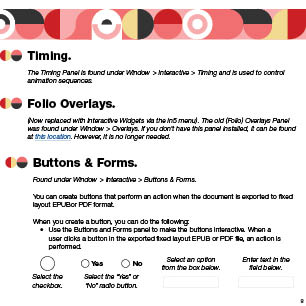 Timing.
The Timing Panel is found under Window > Interactive > Timing and is used to control
animation sequences.
Folio Overlays.
(Now replaced with Interactive Widgets via the In5 menu). The old (Folio) Overlays Panel
was found under Window > Overlays. If you don't have this panel installed, it can be found
at this location. However, it is no longer needed.
Buttons & Forms.
Found under Window > Interactive > Buttons & Forms.
You can create buttons that perform an action when the document is exported to fixed
layout EPUBor PDF format.
When you create a button, you can do the following:
• Use the Buttons and Forms panel to make the buttons interactive. When a
user clicks a button in the exported fixed layout EPUB or PDF file, an action is
performed.
Yes No
Select an option
from the box below.
Enter text in the
field below.
Select the
checkbox.
Select the "Yes" or
"No" radio button.